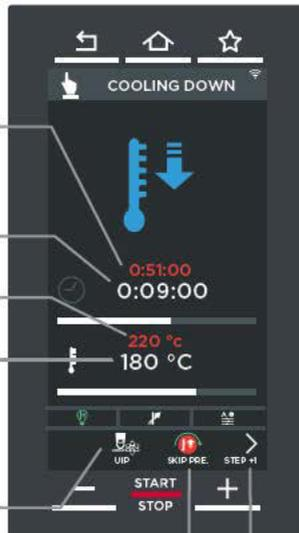 COOLING DOWN
0:51:00
0:09:00
220 °c
180 °C
UIP SKIP PRE. STEP +1
START
STOP